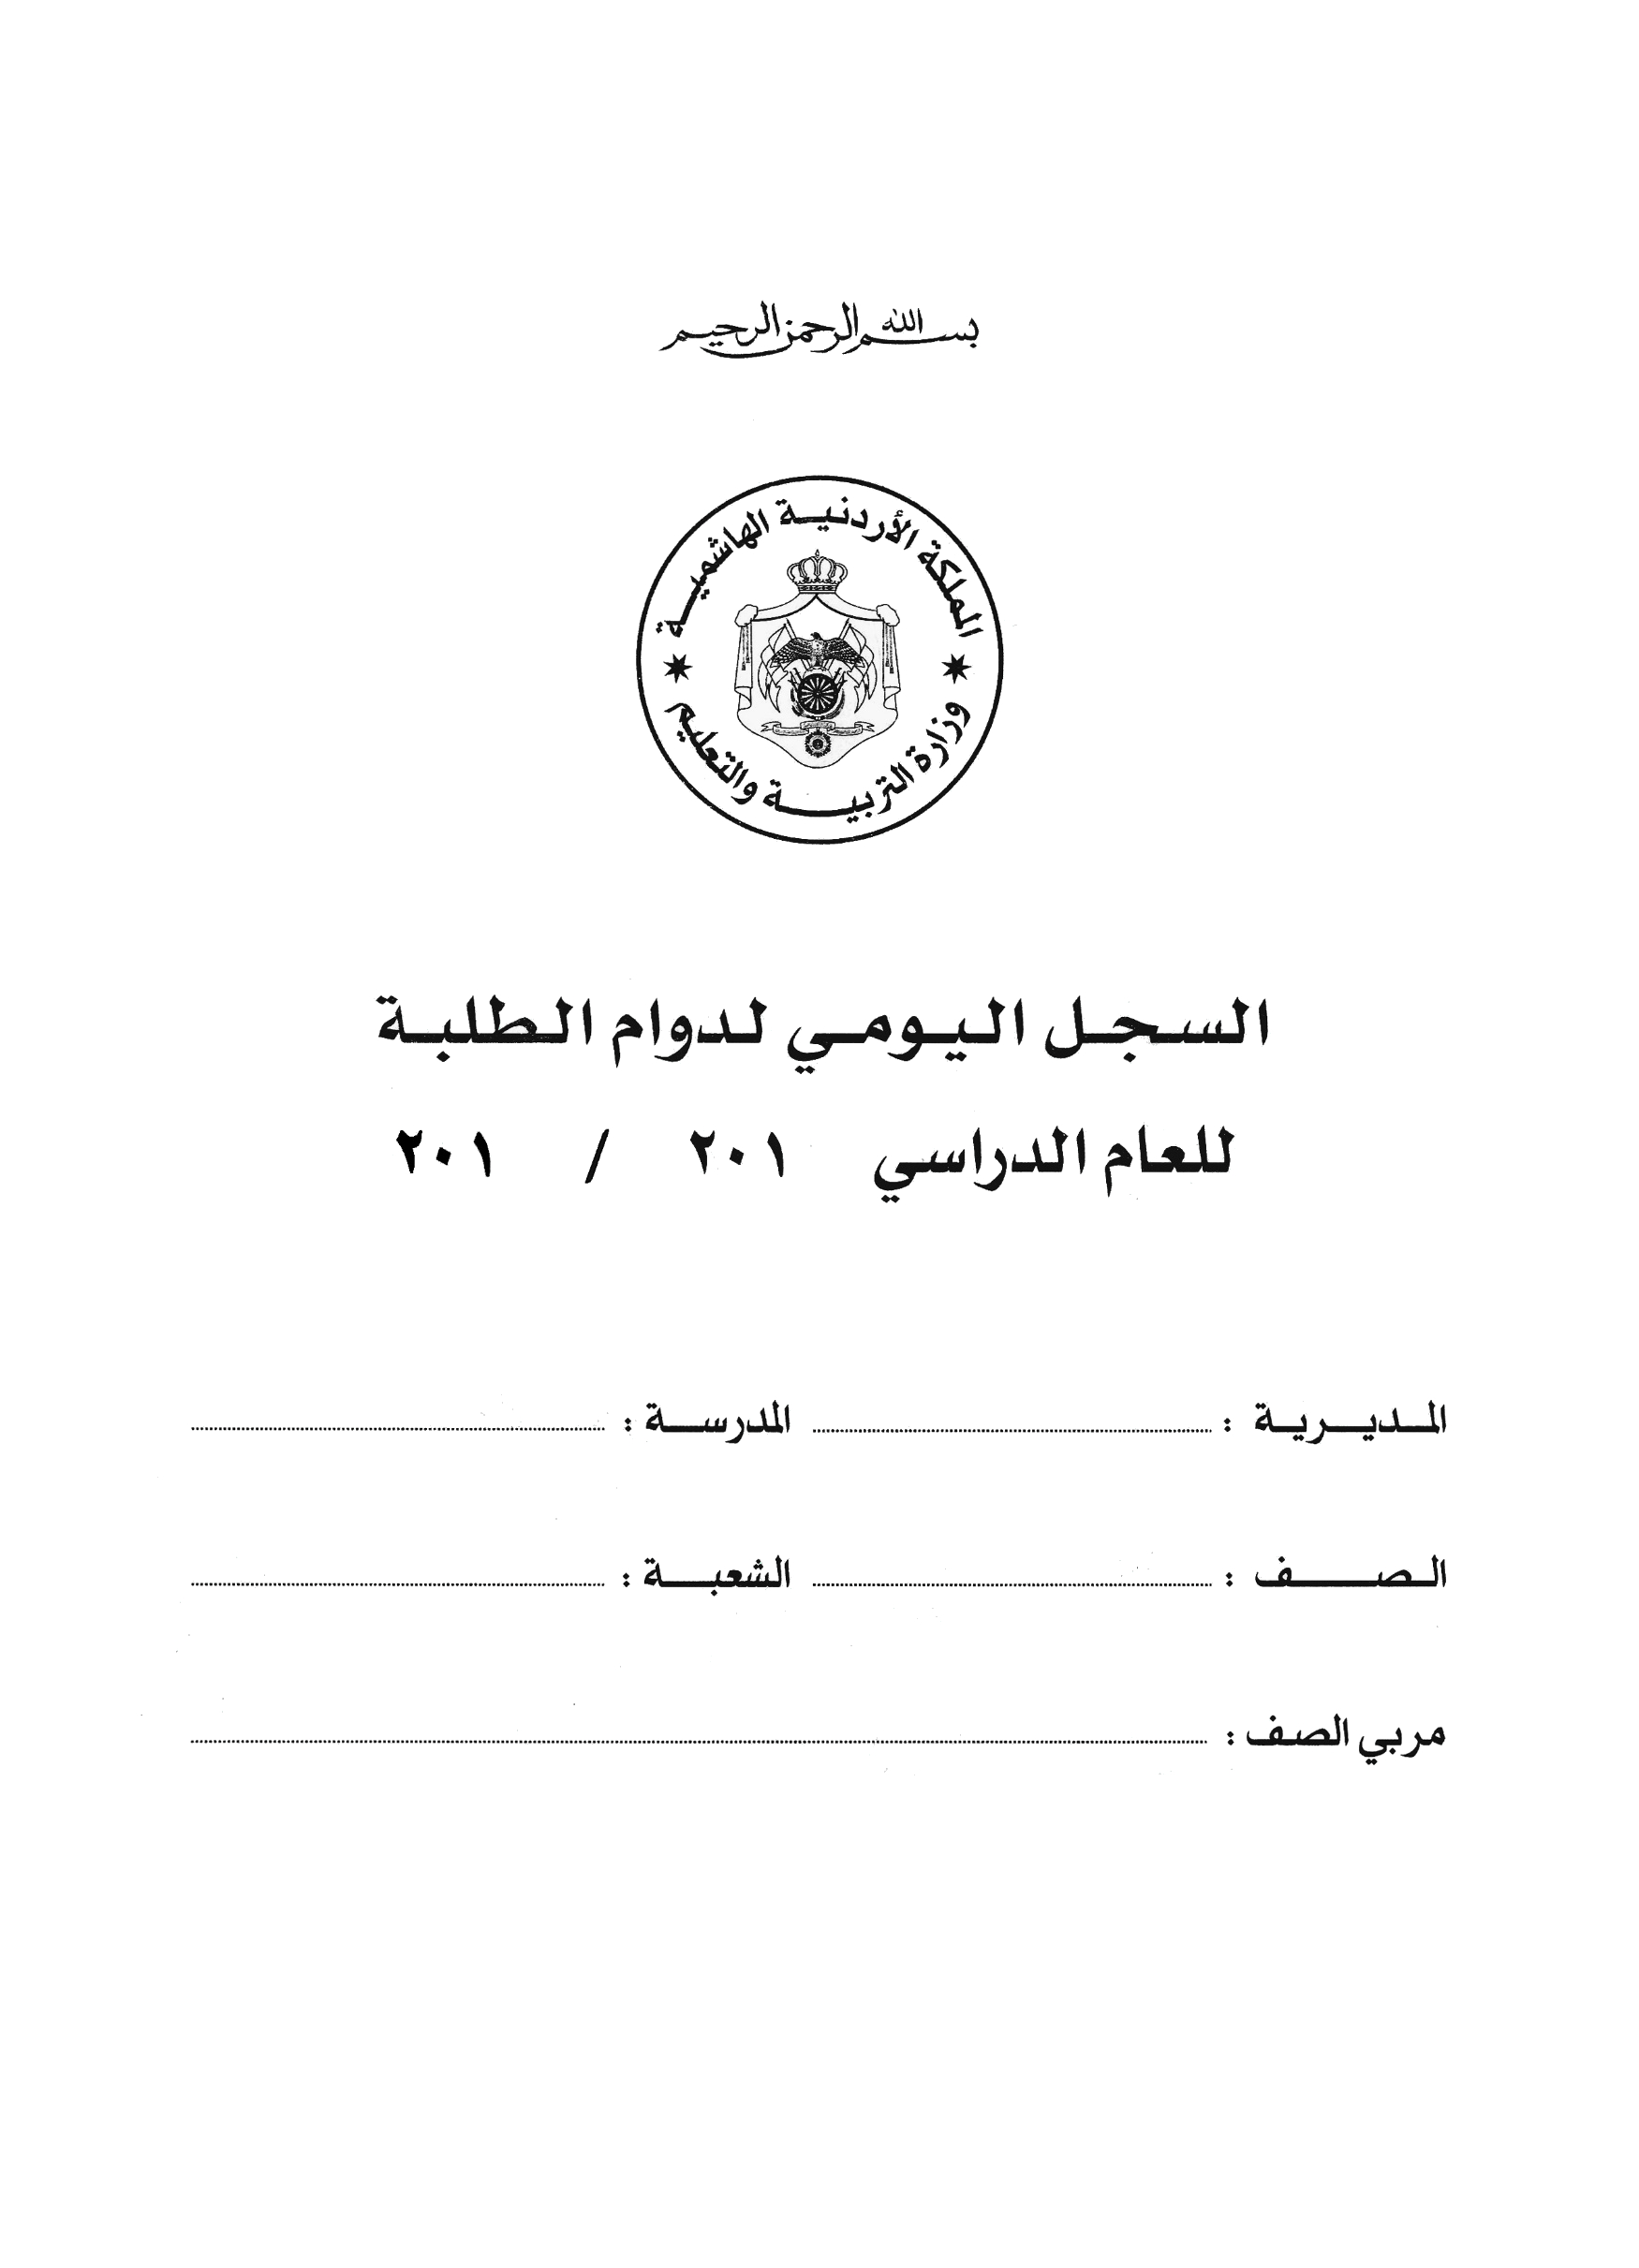 بسم الله الرحمن الرحيم
المملكة الأردنية الهاشمية
وزارة التربية والتعليم
السجل اليومي لدوام الطلبة
للعام الدراسي ٢٠١ / ٢٠١
المديرية : المدرسة :
الصف : الشعبة :
مربي الصف :